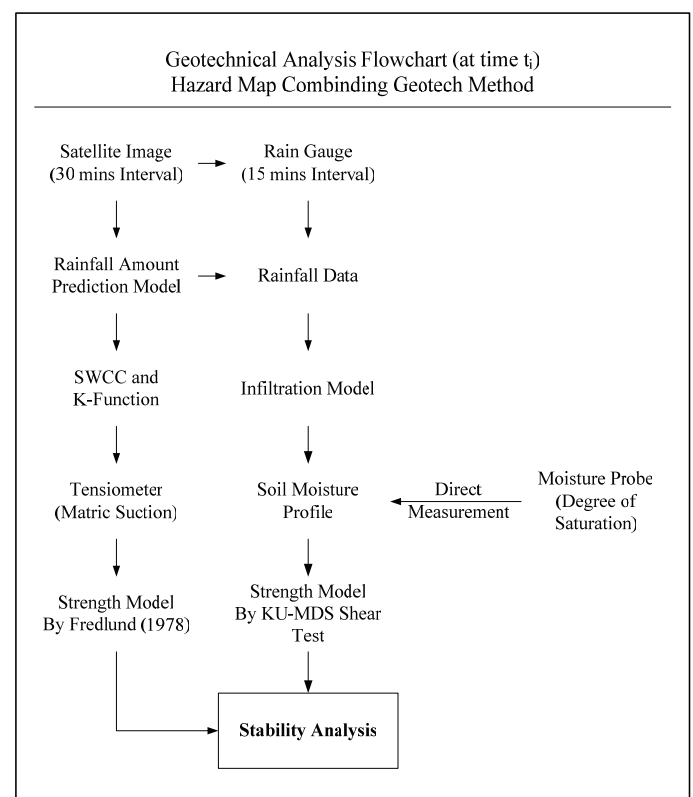 Geotechnical Analysis Flowchart (at time ti)
Hazard Map Combinding Geotech Method
Satellite Image
(30 mins Interval)
Rain Gauge
(15 mins Interval)
Rainfall Amount
Prediction Model
Rainfall Data
SWCC and
K-Function
Infiltration Model
Tensiometer
(Matric Suction)
Soil Moisture
Profile
Direct
Measurement
Moisture Probe
(Degree of
Saturation)
Strength Model
By Fredlund (1978)
Strength Model
By KU-MDS Shear
Test
Stability Analysis